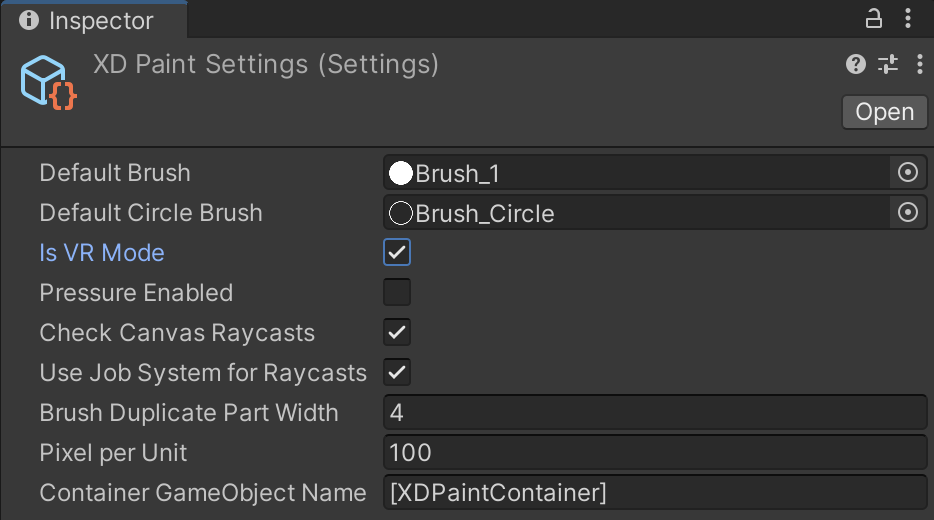 Inspector
XD Paint Settings (Settings)
Open
Default Brush Brush_1
Default Circle Brush Brush_Circle
Is VR Mode
Pressure Enabled
Check Canvas Raycasts
Use Job System for Raycasts
Brush Duplicate Part Width 4
Pixel per Unit 100
Container GameObject Name [XDPaintContainer]